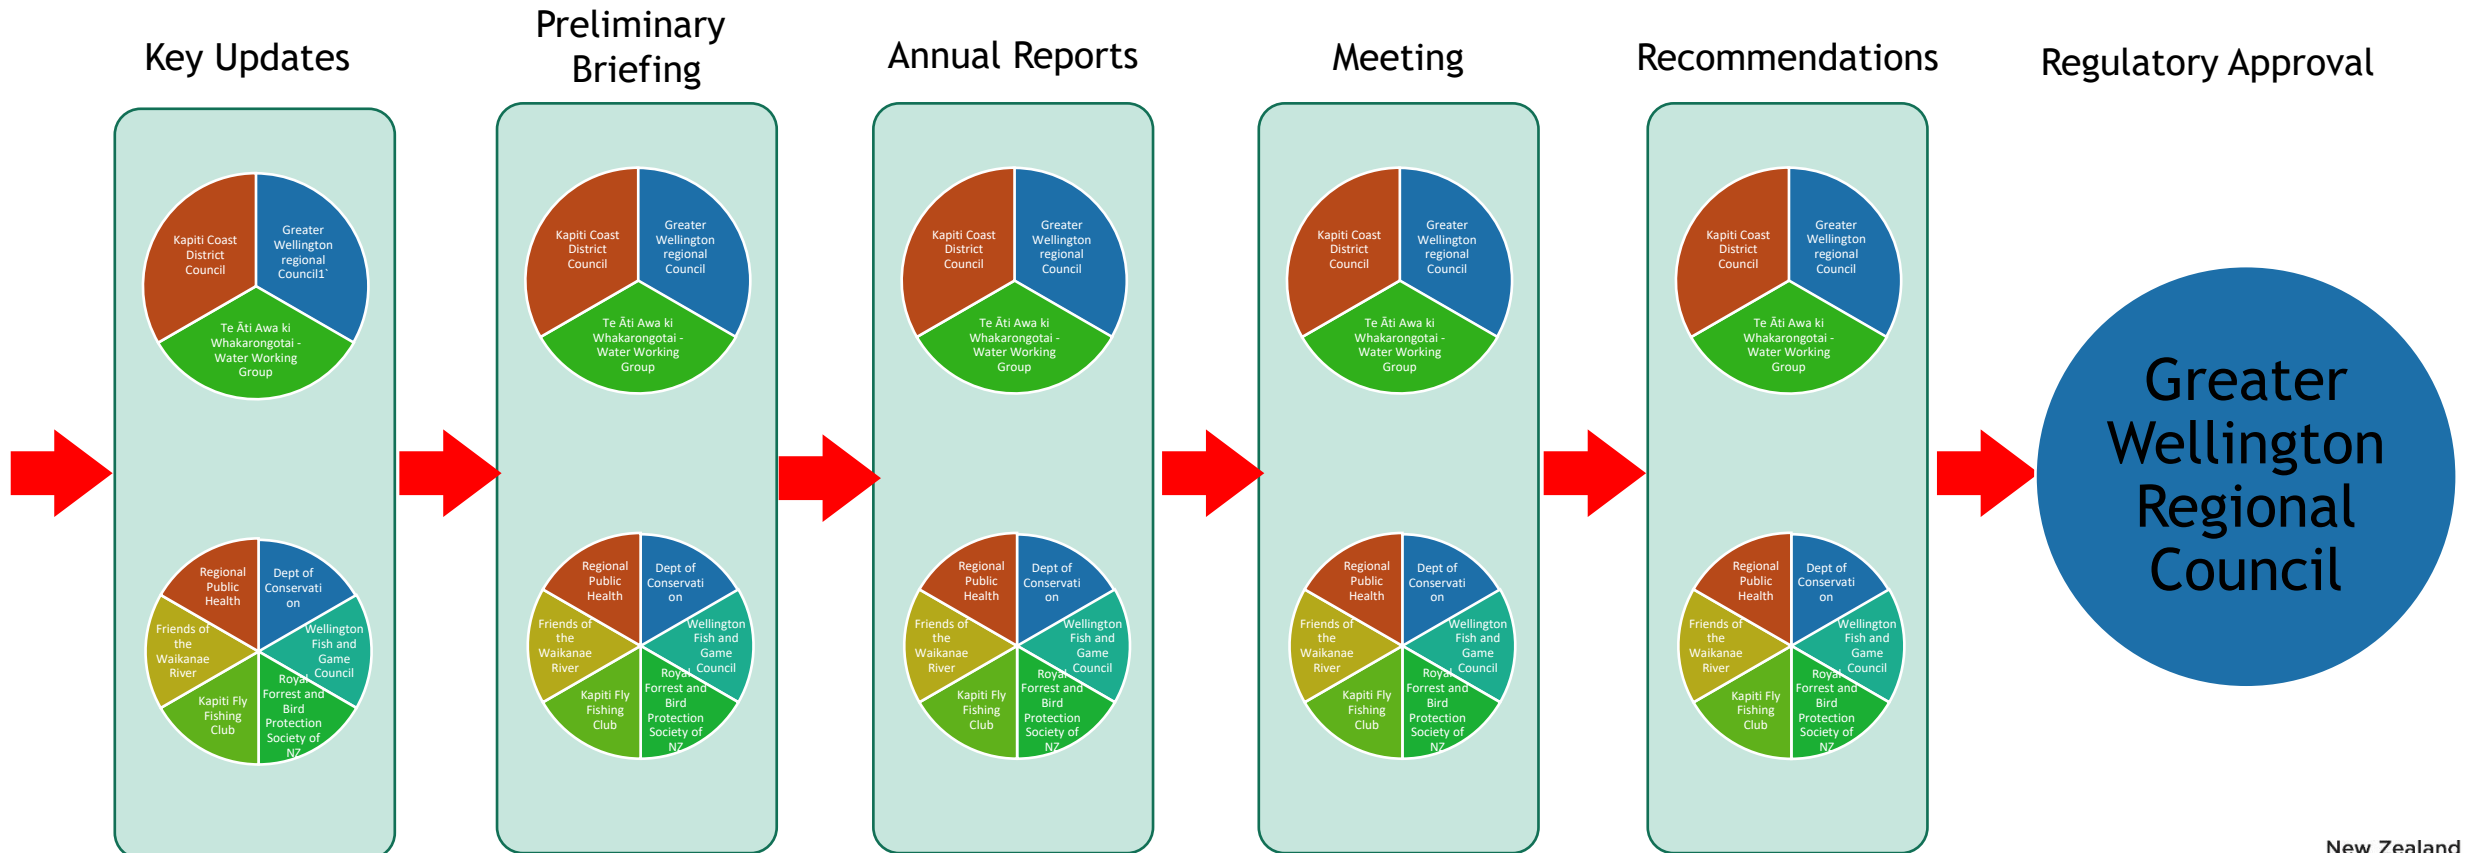 Key Updates
Preliminary
Briefing
Annual Reports
Meeting
Recommendations
Regulatory Approval
Kapiti Coast
District
Council
Greater
Wellington
regional
Council1`
Te Āti Awa ki
Whakarongotai -
Water Working
Group
Regional
Public
Health
Dept of
Conservati
on
Friends of
the
Waikanae
River
Wellington
Fish and
Game
Council
Kapiti Fly
Fishing
Club
Royal
Forrest and
Bird
Protection
Society of
NZ
Kapiti Coast
District
Council
Greater
Wellington
regional
Council
Te Āti Awa ki
Whakarongotai -
Water Working
Group
Regional
Public
Health
Dept of
Conservati
on
Friends of
the
Waikanae
River
Wellington
Fish and
Game
Council
Kapiti Fly
Fishing
Club
Royal
Forrest and
Bird
Protection
Society of
NZ
Kapiti Coast
District
Council
Greater
Wellington
regional
Council
Te Āti Awa ki
Whakarongotai -
Water Working
Group
Regional
Public
Health
Dept of
Conservati
on
Friends of
the
Waikanae
River
Wellington
Fish and
Game
Council
Kapiti Fly
Fishing
Club
Royal
Forrest and
Bird
Protection
Society of
NZ
Kapiti Coast
District
Council
Greater
Wellington
regional
Council
Te Āti Awa ki
Whakarongotai -
Water Working
Group
Regional
Public
Health
Dept of
Conservati
on
Friends of
the
Waikanae
River
Wellington
Fish and
Game
Council
Kapiti Fly
Fishing
Club
Royal
Forrest and
Bird
Protection
Society of
NZ
Kapiti Coast
District
Council
Greater
Wellington
regional
Council
Te Āti Awa ki
Whakarongotai -
Water Working
Group
Regional
Public
Health
Dept of
Conservati
on
Friends of
the
Waikanae
River
Wellington
Fish and
Game
Council
Kapiti Fly
Fishing
Club
Royal
Forrest and
Bird
Protection
Society of
NZ
Greater
Wellington
Regional
Council
New Zealand